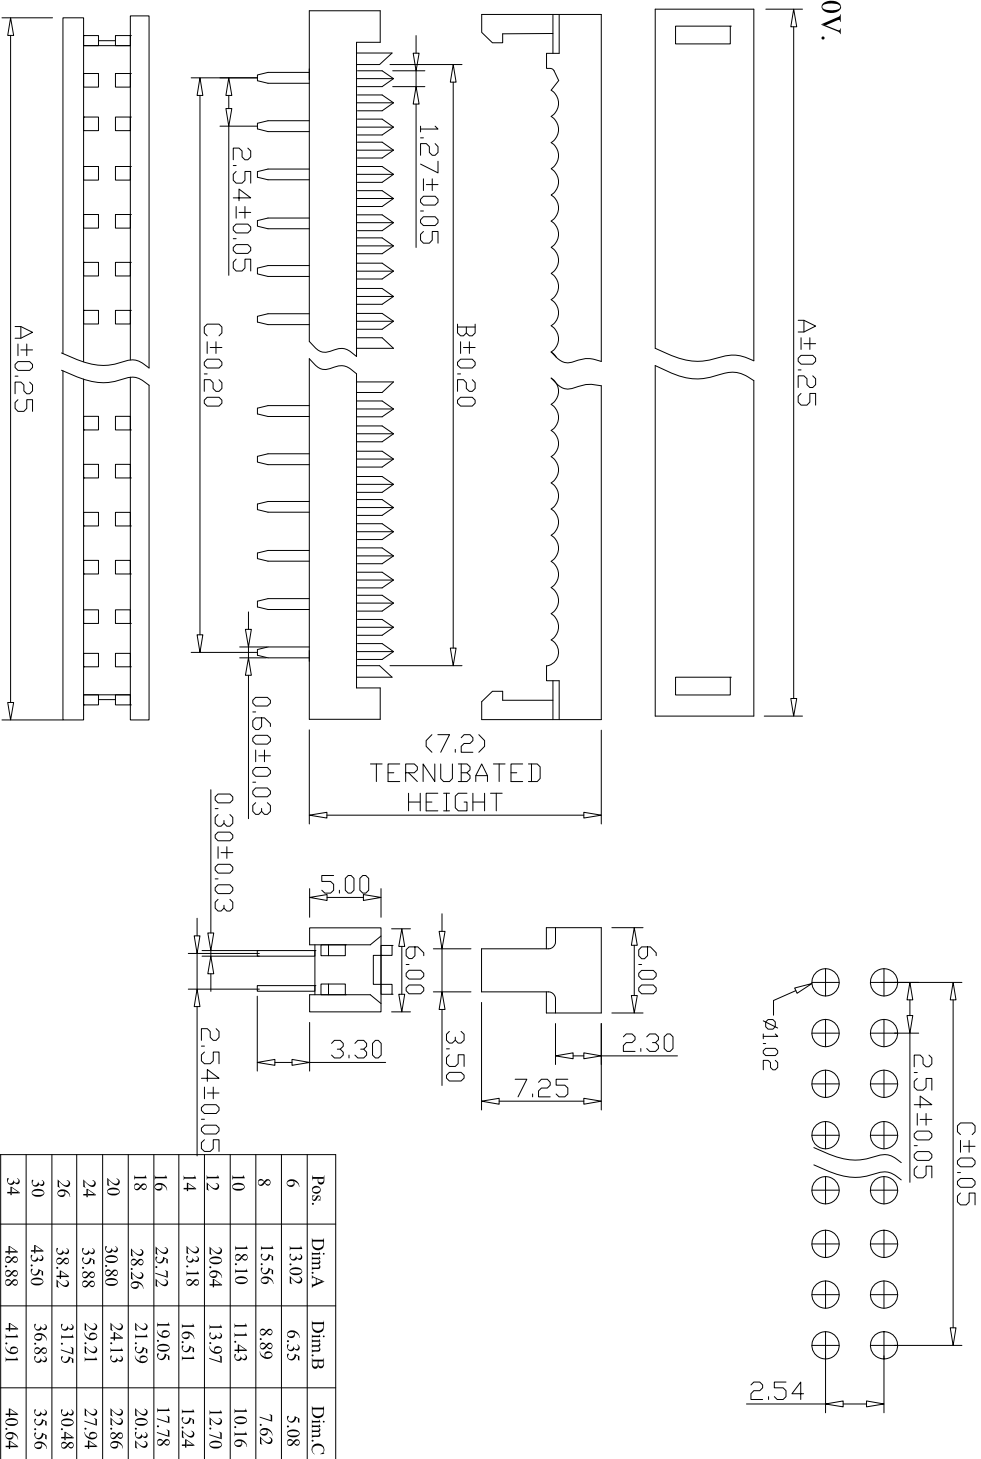 0V.
A±0.25
B±0.20
1.27±0.05
2.54±0.05
C±0.20
A±0.25
0.60±0.03
(7.2)
TERNUBATED
HEIGHT
0.30±0.03
5.00
6.00
3.30
2.54±0.05
6.00
3.50
2.30
7.25
C±0.05
2.54±0.05
ø1.02
2.54
Pos. Dim.A Dim.B Dim.C
6 13.02 6.35 5.08
8 15.56 8.89 7.62
10 18.10 11.43 10.16
12 20.64 13.97 12.70
14 23.18 16.51 15.24
16 25.72 19.05 17.78
18 28.26 21.59 20.32
20 30.80 24.13 22.86
24 35.88 29.21 27.94
26 38.42 31.75 30.48
30 43.50 36.83 35.56
34 48.88 41.91 40.64